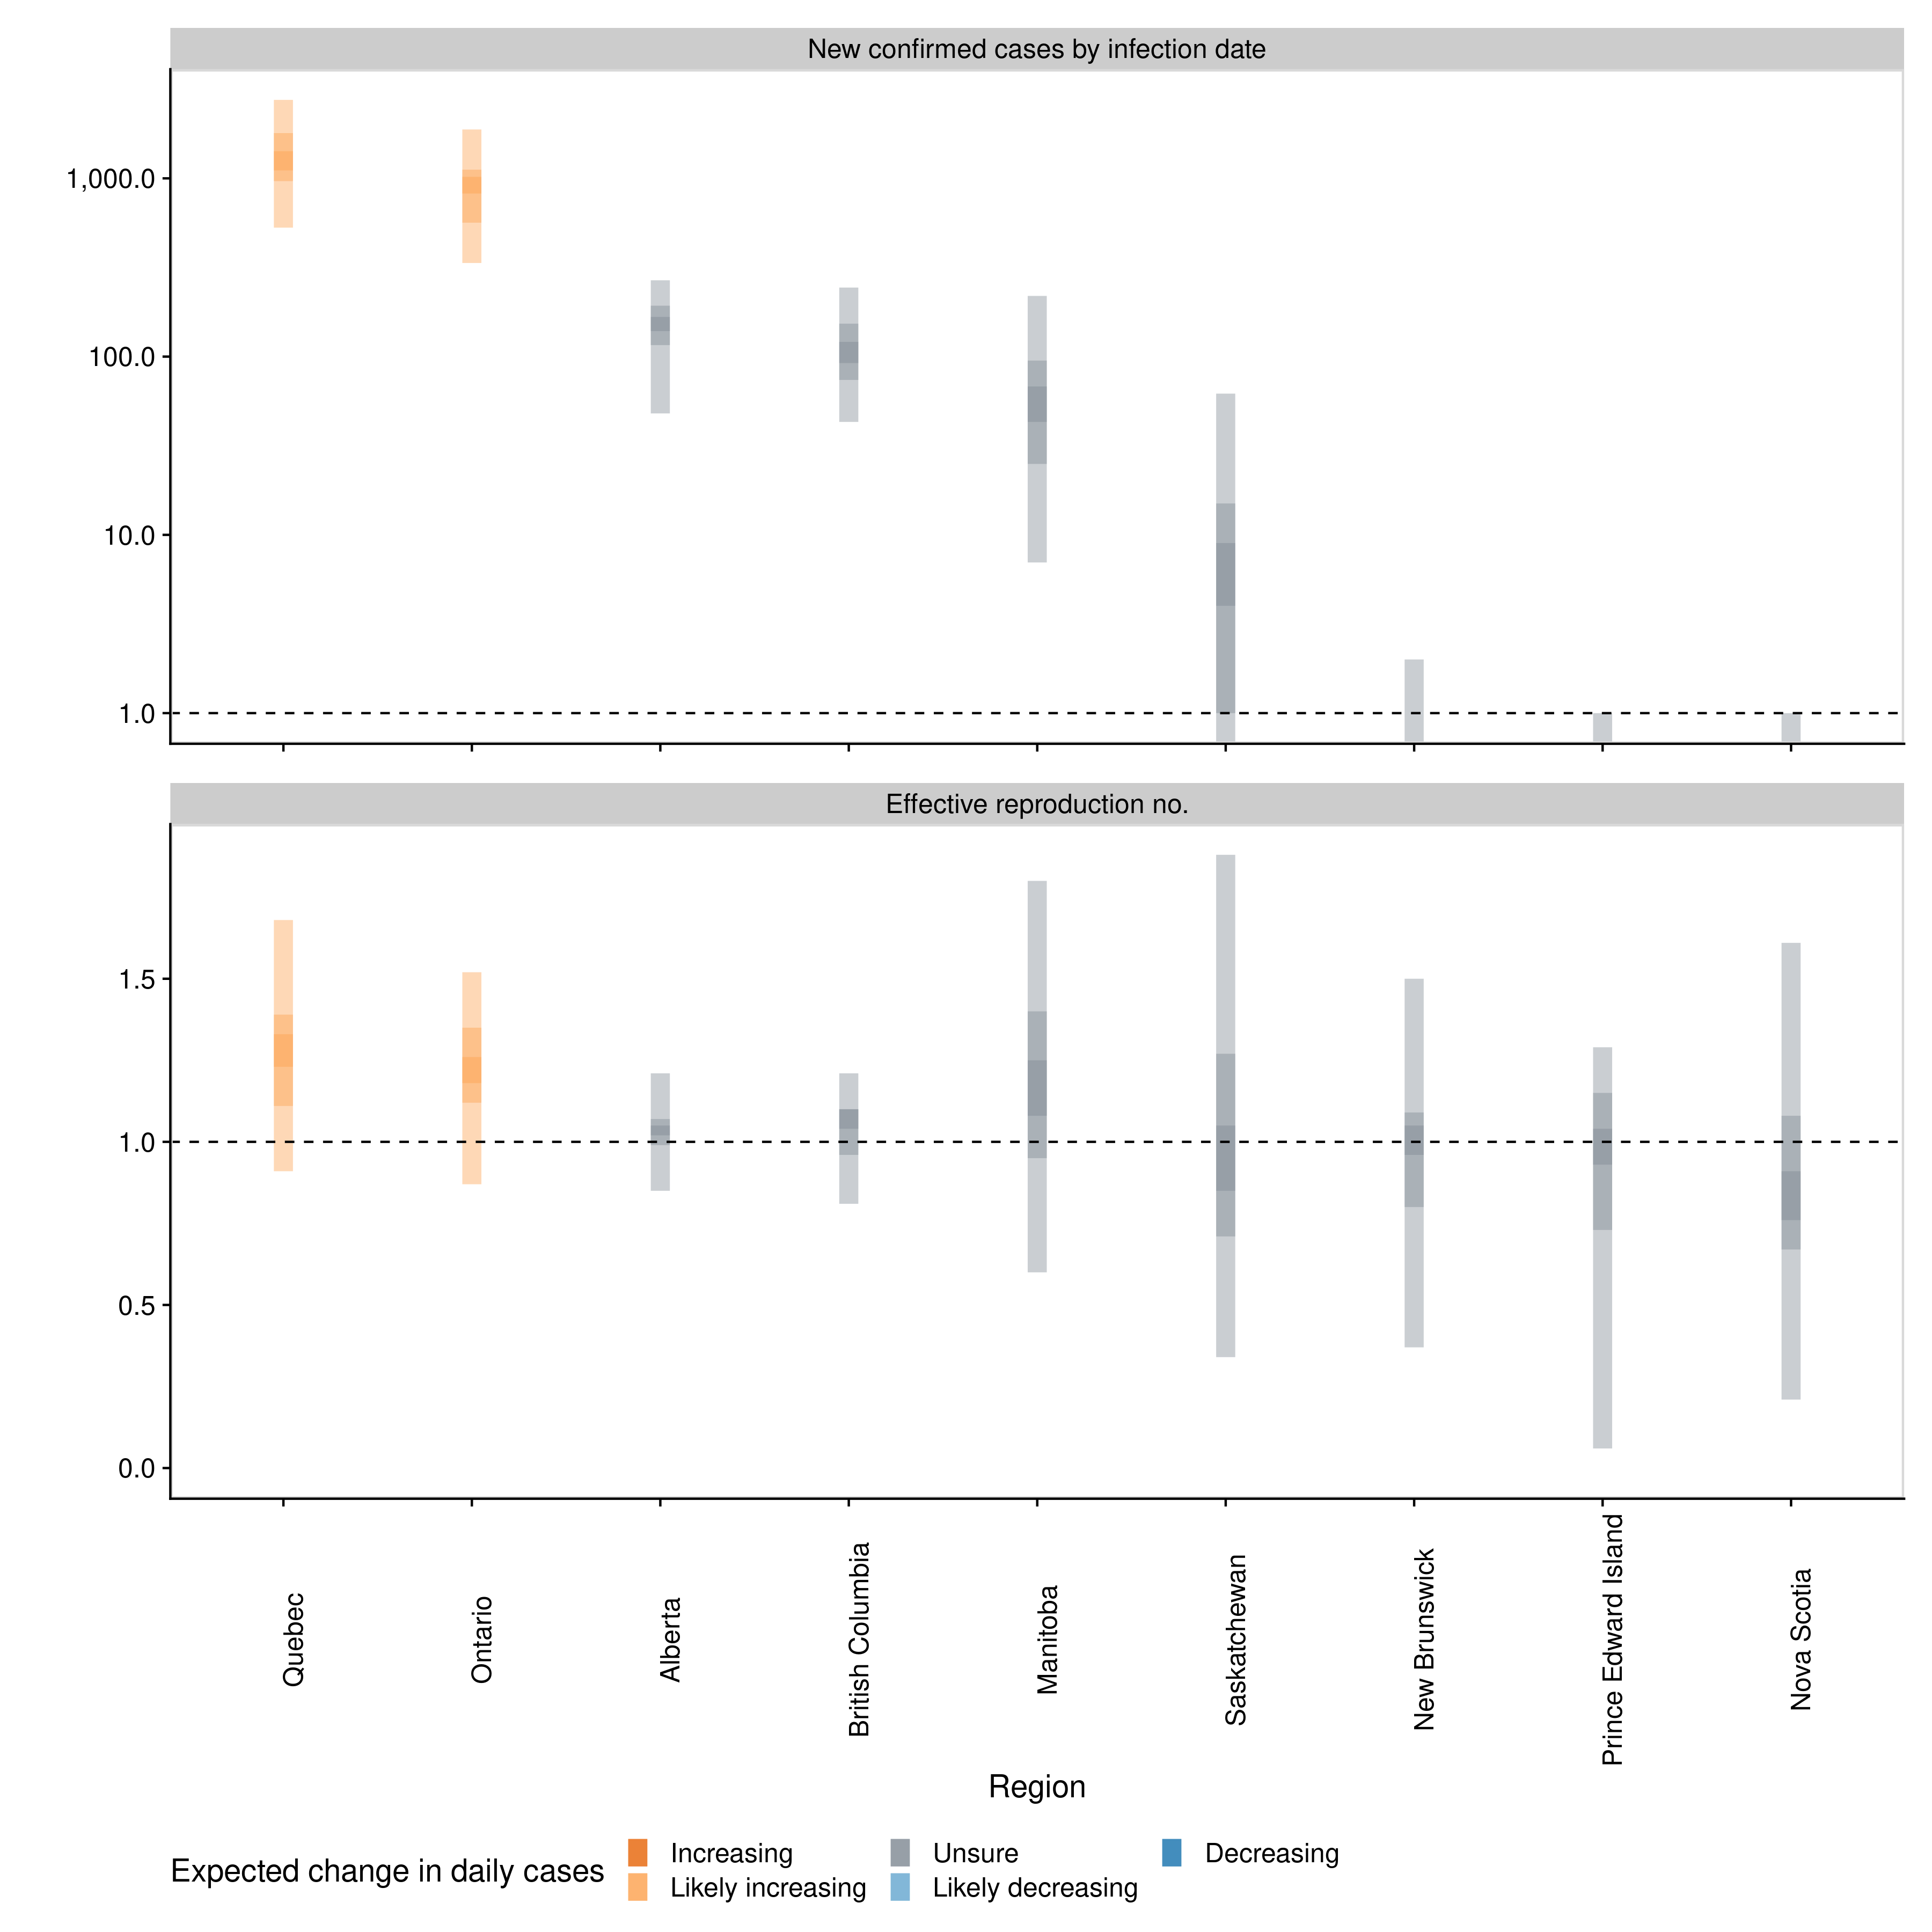 New confirmed cases by infection date
1,000.0
100.0
10.0
1.0
Effective reproduction no.
1.5
1.0
0.5
0.0
Quebec
Ontario
Alberta
British Columbia
Manitoba
Saskatchewan
New Brunswick
Prince Edward Island
Nova Scotia
Region
Expected change in daily cases
Increasing
Likely increasing
Unsure
Likely decreasing
Decreasing